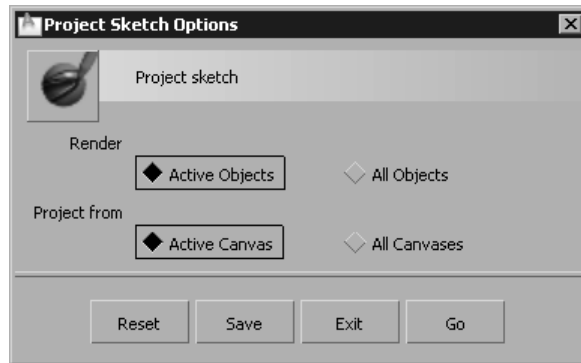 Project Sketch Options
Project sketch
Render
Active Objects All Objects
Project from
Active Canvas All Canvases
Reset Save Exit Go